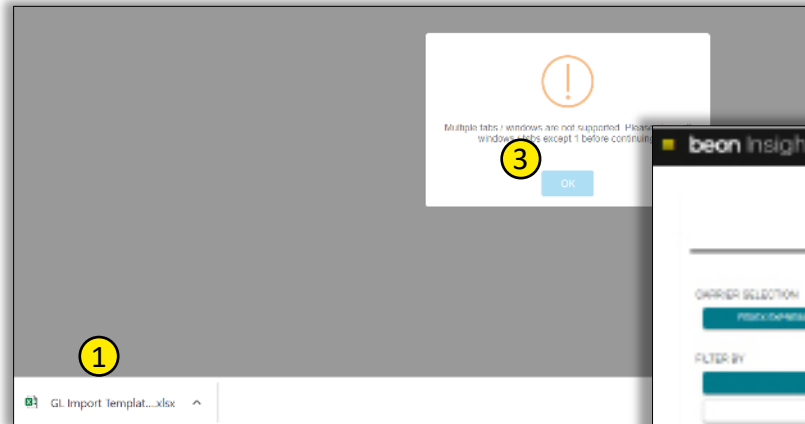 Multiple tabs / windows are not supported. Please
windows / tabs except 1 before continuing
3
OK
beon Insigh
CARRIER SELECTION
FILTER BY
1
GL Import Templat....xlsx